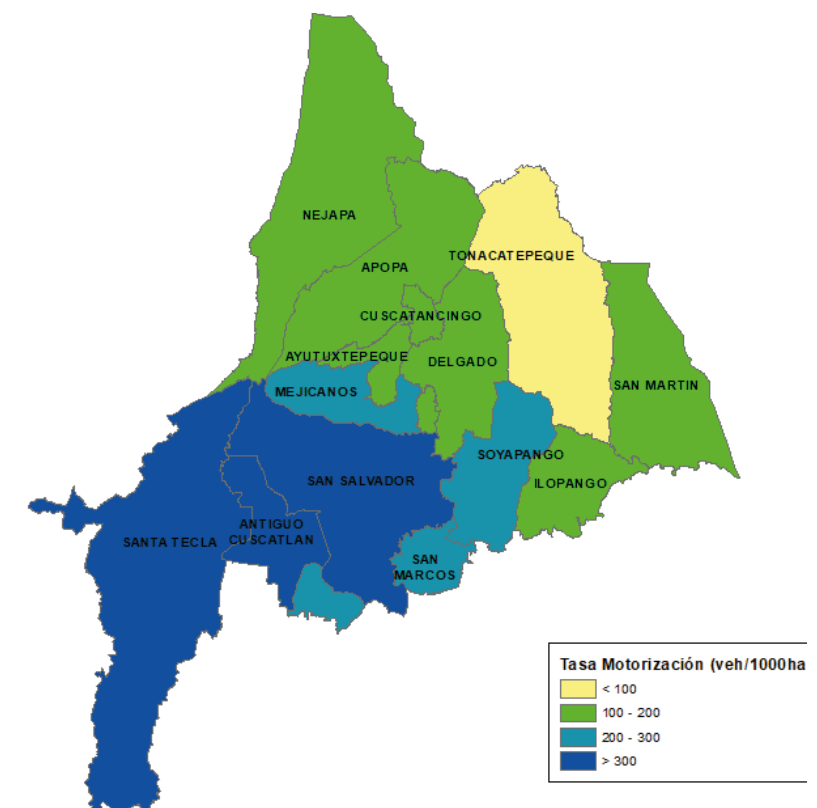 NEJAPA
TONACATEPEQUE
APOPA
CUSCATANCINGO
AYUTUXTEPEQUE
DELGADO
MEJICANOS
SAN MARTIN
SOYAPANGO
SAN SALVADOR
ILOPANGO
ANTIGUO
CUSCATLAN
SANTA TECLA
SAN
MARCOS
Tasa Motorización (veh/1000ha
< 100
100 - 200
200 - 300
> 300